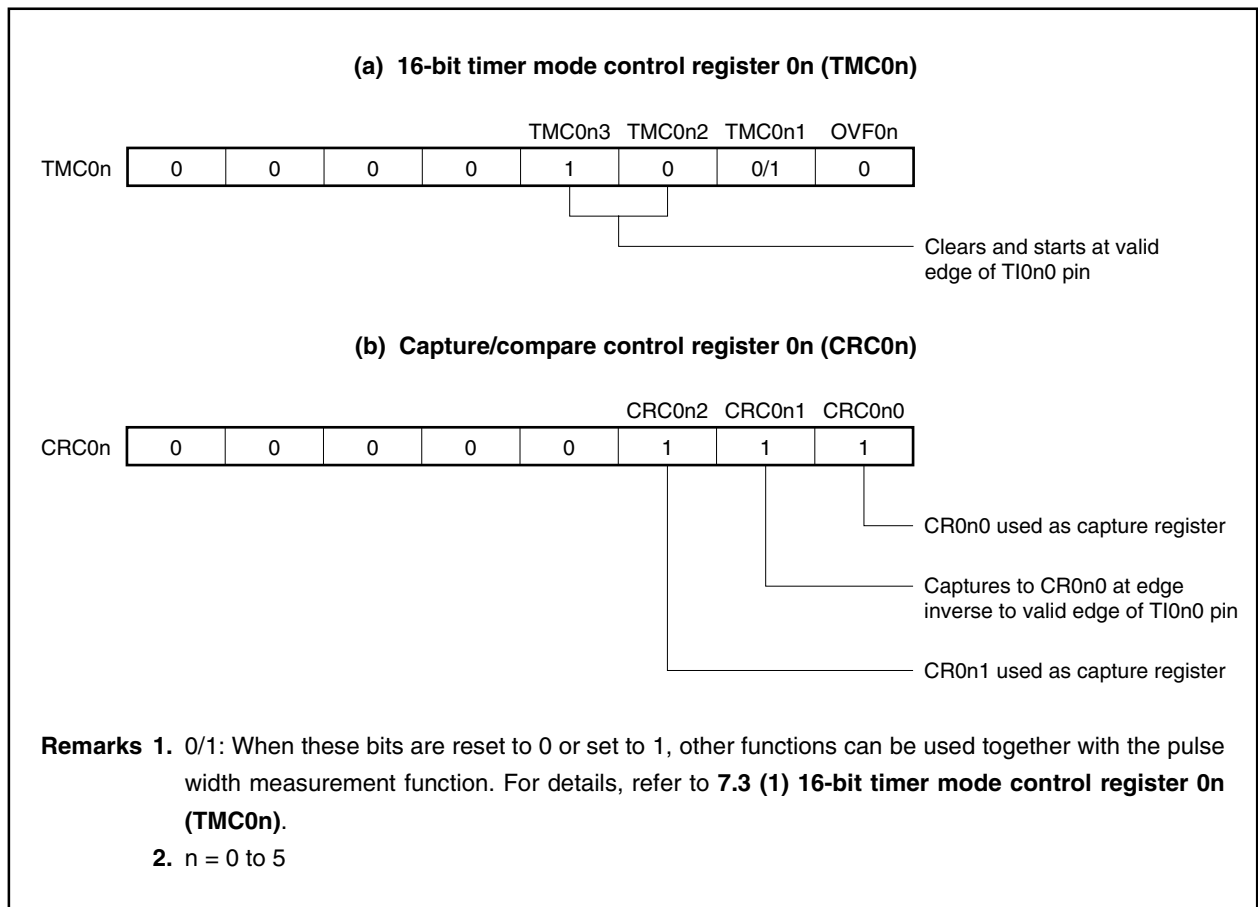 (a) 16-bit timer mode control register 0n (TMC0n)
TMC0n3 TMC0n2 TMC0n1 OVF0n
TMC0n 0 0 0 0 1 0 0/1 0
Clears and starts at valid
edge of TI0n0 pin
(b) Capture/compare control register 0n (CRC0n)
CRC0n2 CRC0n1 CRC0n0
CRC0n 0 0 0 0 0 1 1 1
CR0n0 used as capture register
Captures to CR0n0 at edge
inverse to valid edge of TI0n0 pin
CR0n1 used as capture register
Remarks 1. 0/1: When these bits are reset to 0 or set to 1, other functions can be used together with the pulse
width measurement function. For details, refer to 7.3 (1) 16-bit timer mode control register 0n
(TMC0n).
2. n = 0 to 5